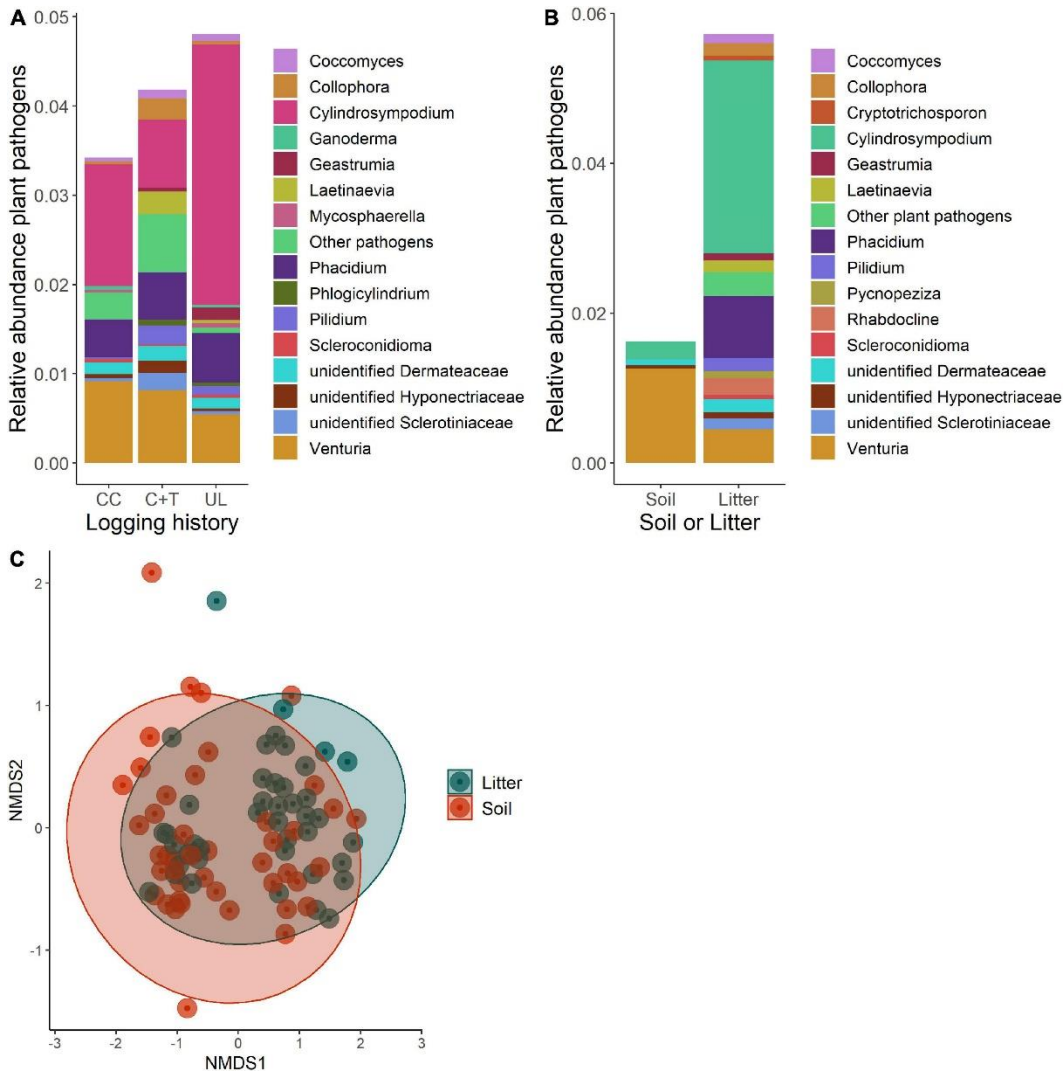 A
Relative abundance plant pathogens
0.05
0.04
0.03
0.02
0.01
0.00
CC C+T UL
Logging history
Coccomyces
Collophora
Cylindrosympodium
Ganoderma
Geastrumia
Laetinaevia
Mycosphaerella
Other pathogens
Phacidium
Phlogicylindrium
Pilidium
Scleroconidioma
unidentified Dermateaceae
unidentified Hyponectriaceae
unidentified Sclerotiniaceae
Venturia
B
Relative abundance plant pathogens
0.06
0.04
0.02
0.00
Soil Litter
Soil or Litter
Coccomyces
Collophora
Cryptotrichosporon
Cylindrosympodium
Geastrumia
Laetinaevia
Other plant pathogens
Phacidium
Pilidium
Pycnopeziza
Rhabdocline
Scleroconidioma
unidentified Dermateaceae
unidentified Hyponectriaceae
unidentified Sclerotiniaceae
Venturia
C
NMDS2
2
1
0
-1
-3 -2 -1 0 1 2 3
NMDS1
Litter
Soil